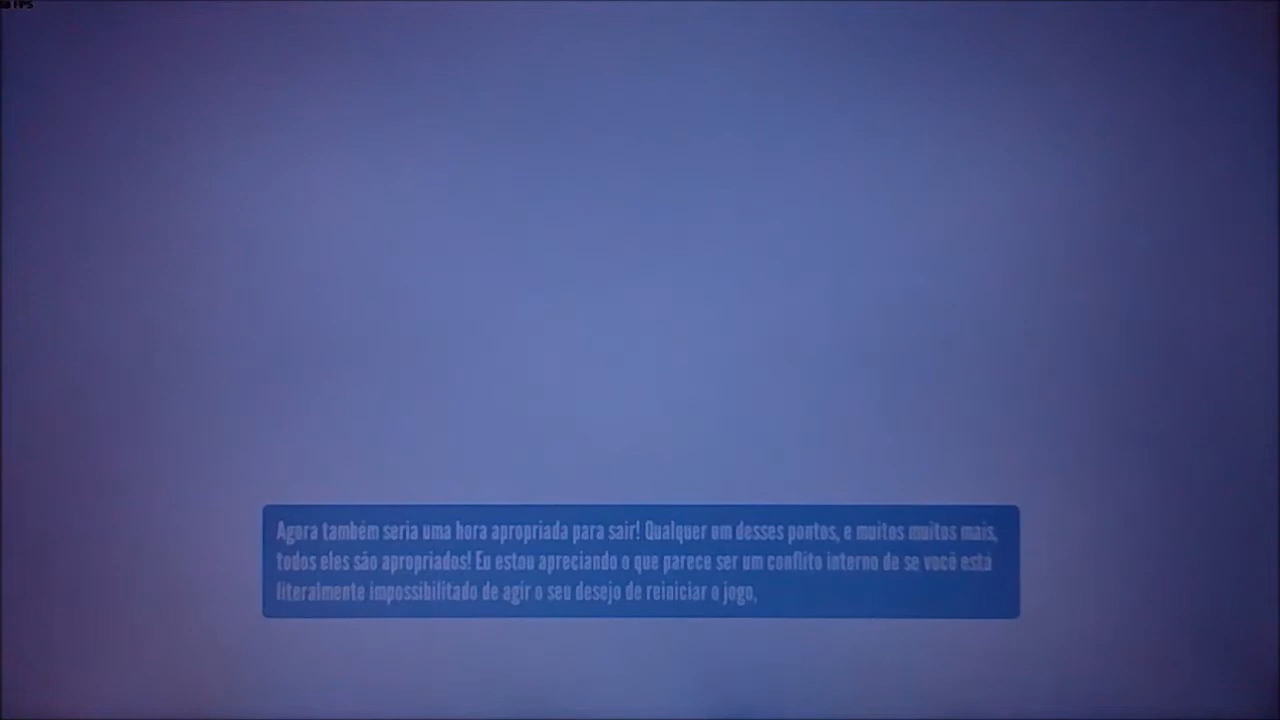 FPS
Agora também seria uma hora apropriada para sair! Qualquer um desses pontos, e muitos muitos mais,
todos eles são apropriados! Eu estou apreciando o que parece ser um conflito interno de se você está
literalmente impossibilitado de agir o seu desejo de reiniciar o jogo,